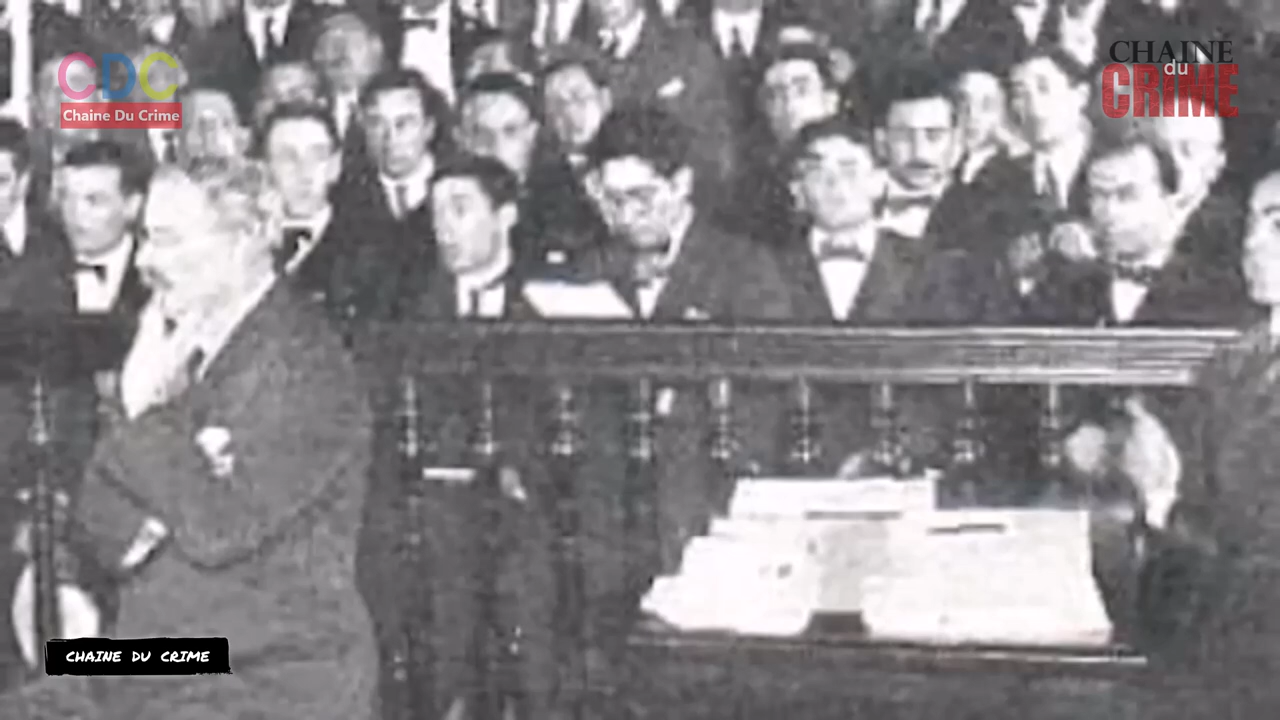 CDC
Chaine Du Crime
CHAINE
du
CRIME
CHAINE DU CRIME